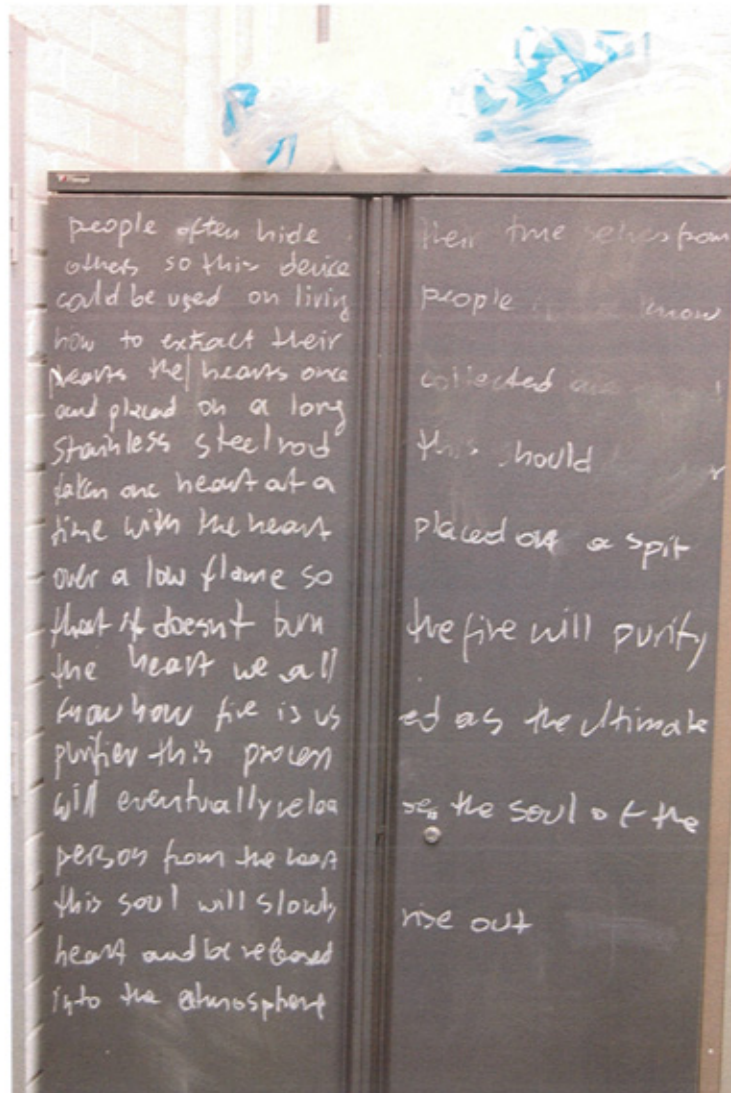 people often hide their true selves from
others so this device
could be used on living people know
how to extract their
hearts the hearts once collected are
and placed on a long
stainless steel rod this should
taken one heart at a
time with the heart placed on a spit
over a low flame so
that it doesnt burn the fire will purify
the heart we all
know how fire is us ed as the ultimate
purifier this process
will eventually relea ses the soul of the
person from the heart
this soul will slowly rise out
heart and be released
into the atmosphere